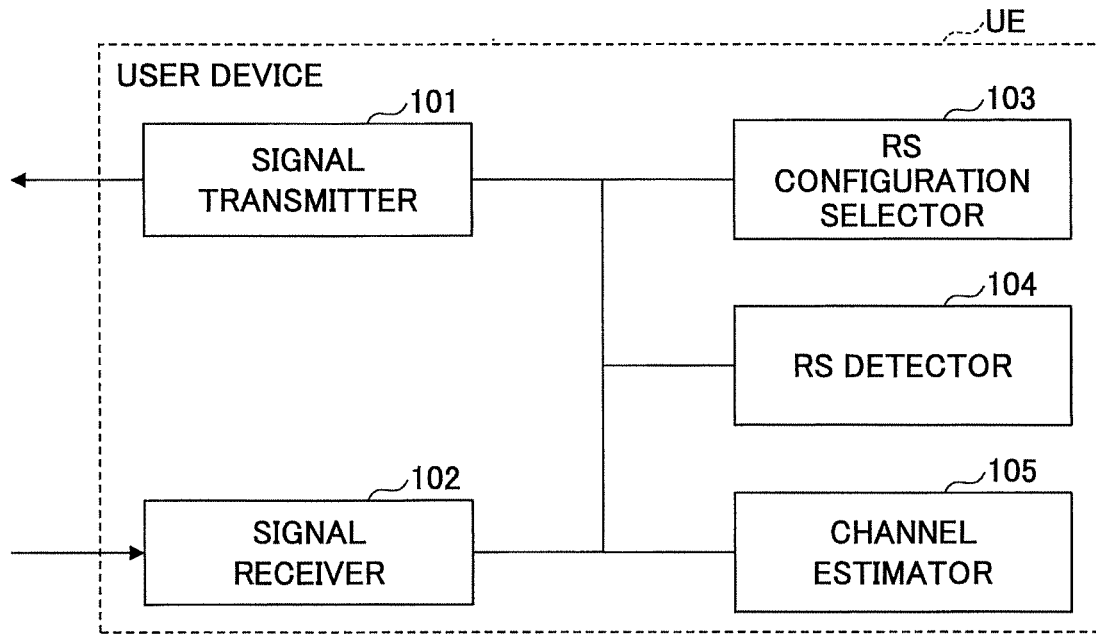 UE
USER DEVICE
101
SIGNAL
TRANSMITTER
103
RS
CONFIGURATION
SELECTOR
104
RS DETECTOR
102
SIGNAL
RECEIVER
105
CHANNEL
ESTIMATOR